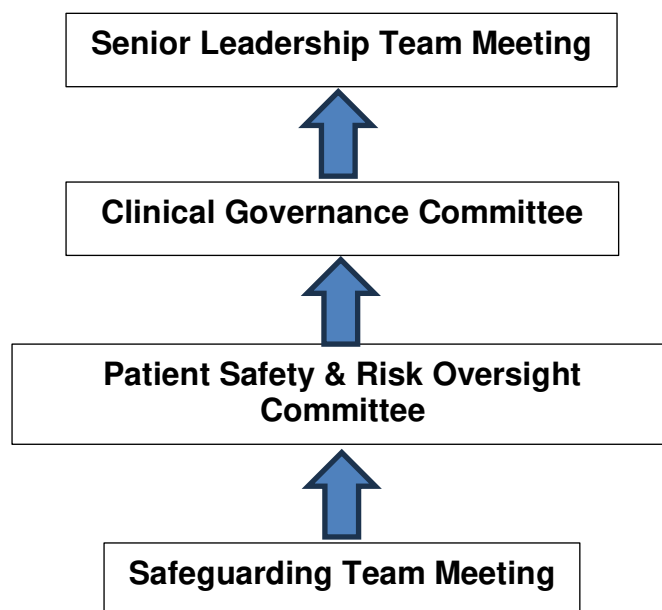 Senior Leadership Team Meeting
Clinical Governance Committee
Patient Safety & Risk Oversight
Committee
Safeguarding Team Meeting